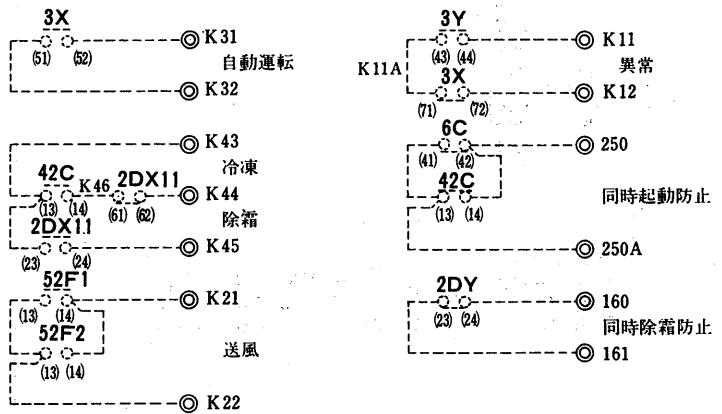 3X
(51) (52)
K31
自動運転
K32
K43
冷凍
42C
K46
2DX11
(13) (14)
(61) (62)
K44
除霜
2DX11
(23) (24)
K45
52F1
(13) (14)
K21
52F2
(13) (14)
送風
K22
3Y
(43) (44)
K11
K11A
異常
3X
(71) (72)
K12
6C
(41) (42)
250
42C
(13) (14)
同時起動防止
250A
2DY
(23) (24)
160
同時除霜防止
161